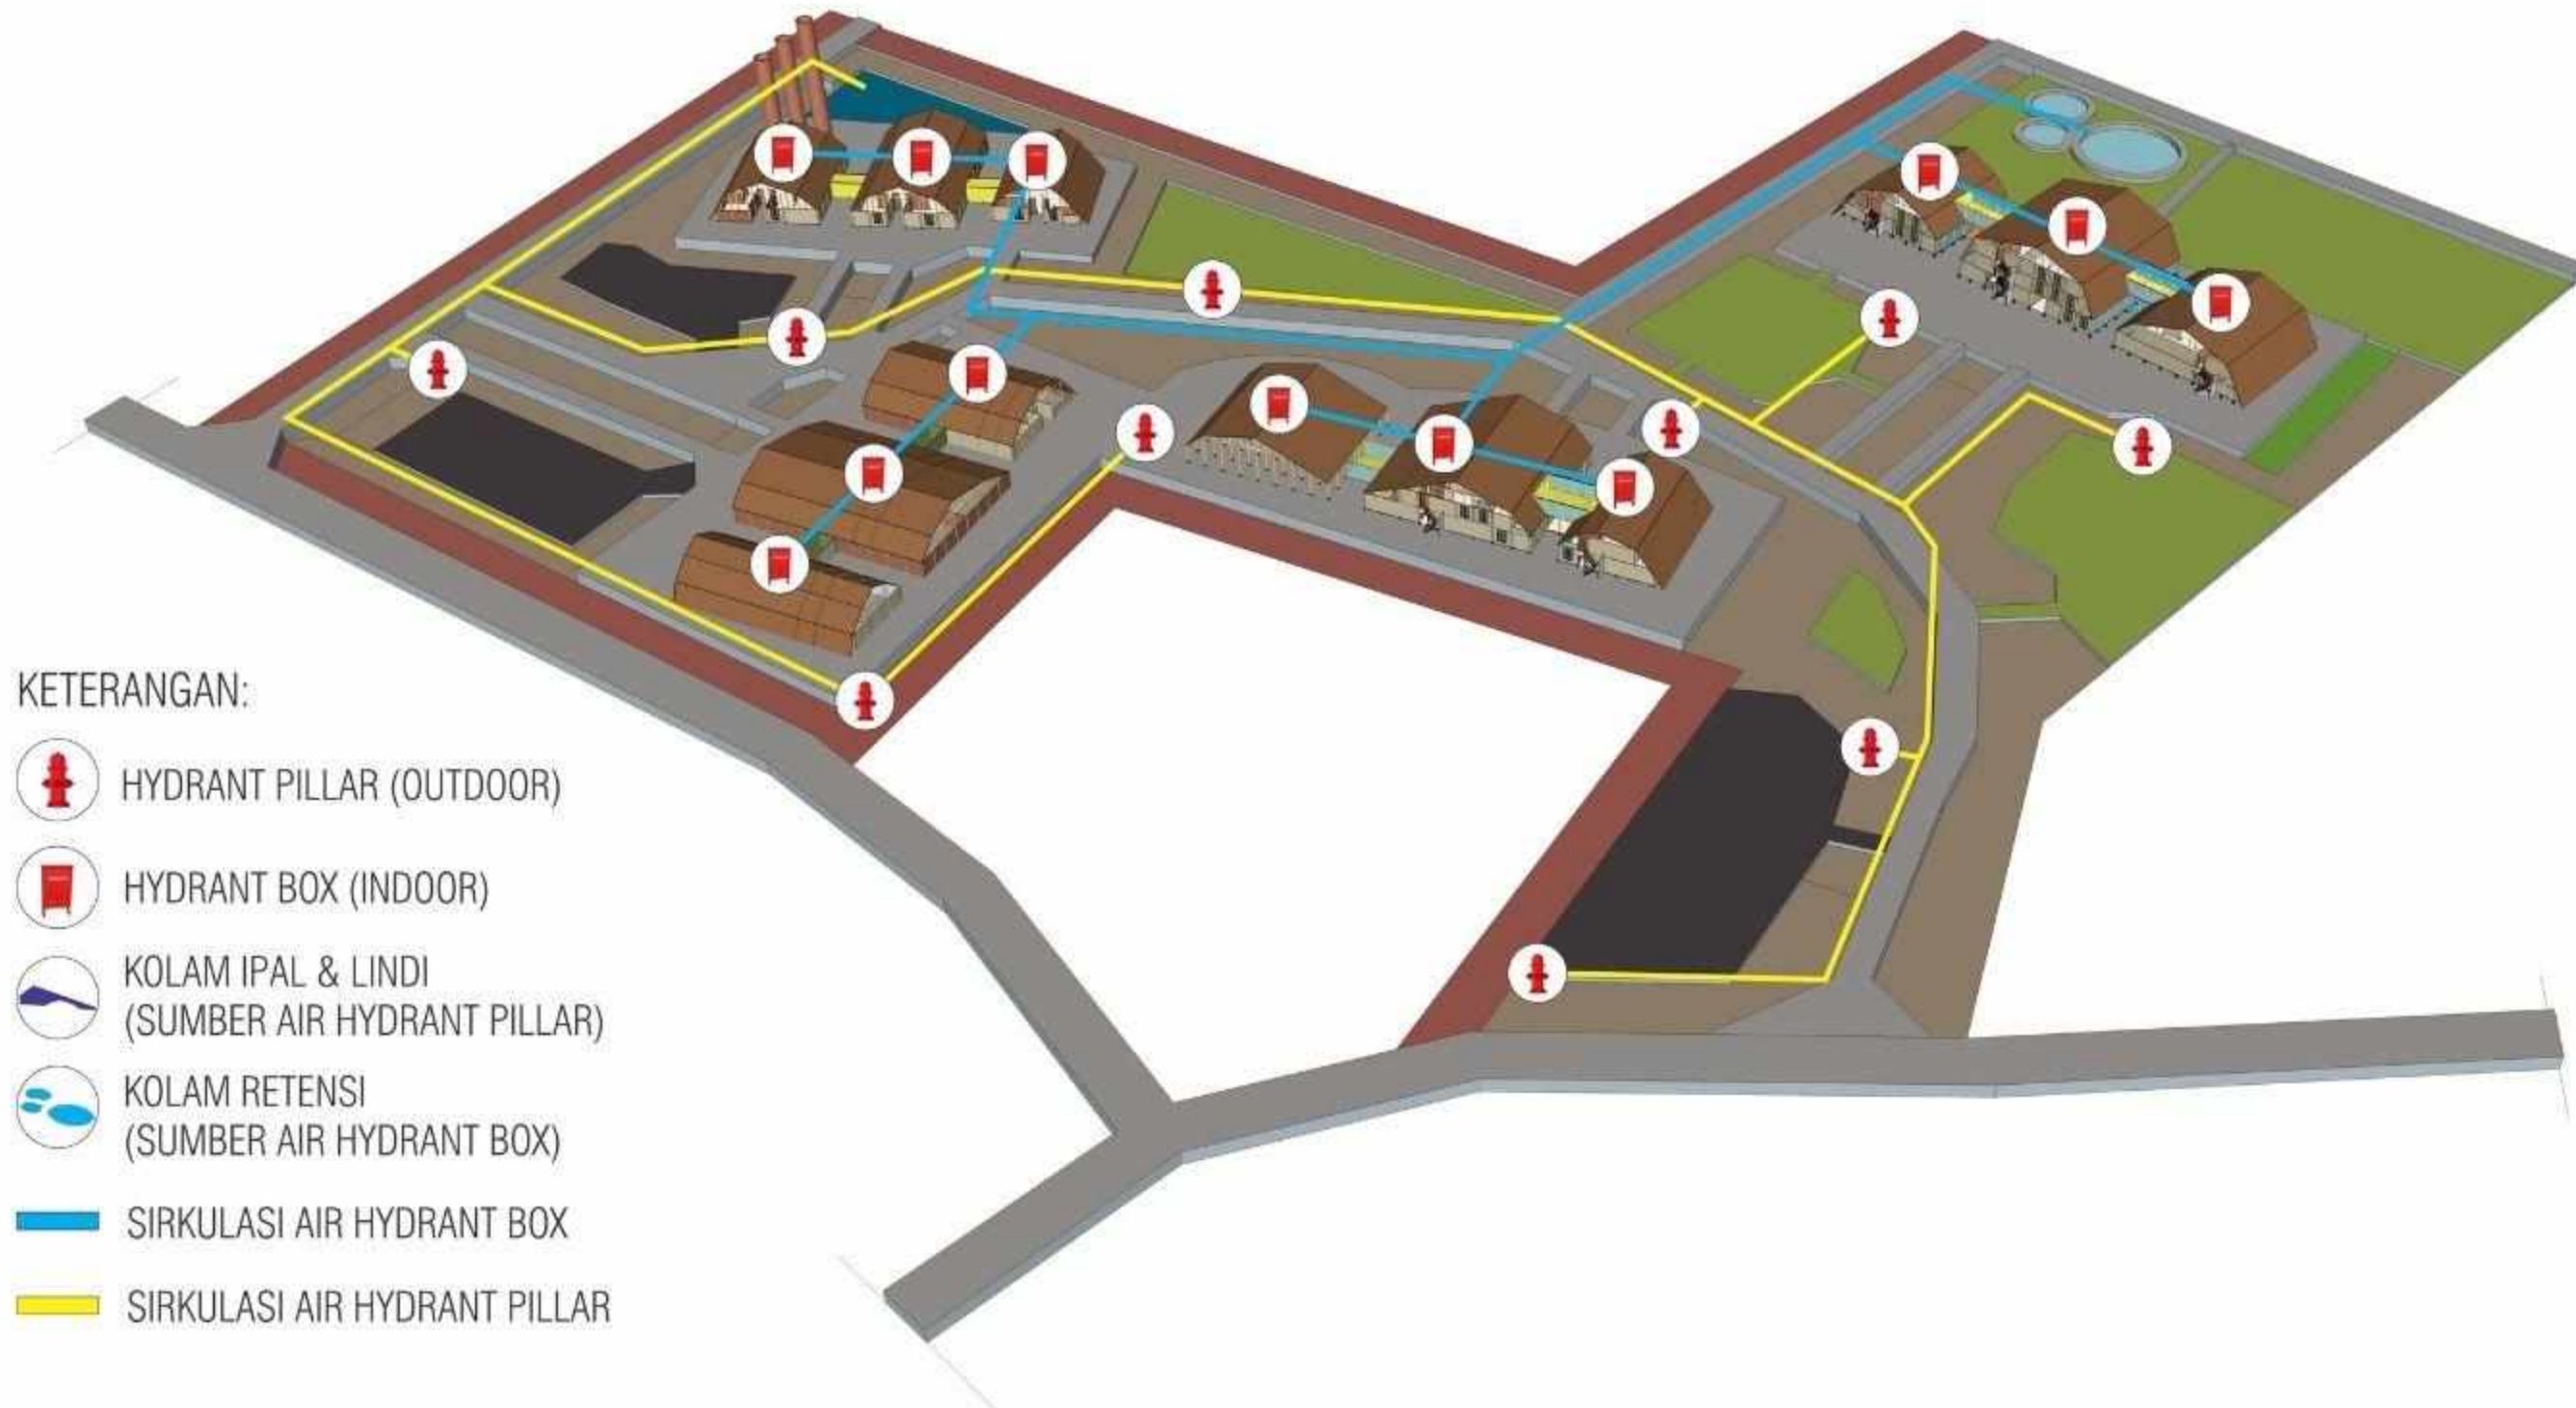 KETERANGAN:
HYDRANT PILLAR (OUTDOOR)
HYDRANT BOX (INDOOR)
KOLAM IPAL & LINDI
(SUMBER AIR HYDRANT PILLAR)
KOLAM RETENSI
(SUMBER AIR HYDRANT BOX)
SIRKULASI AIR HYDRANT BOX
SIRKULASI AIR HYDRANT PILLAR